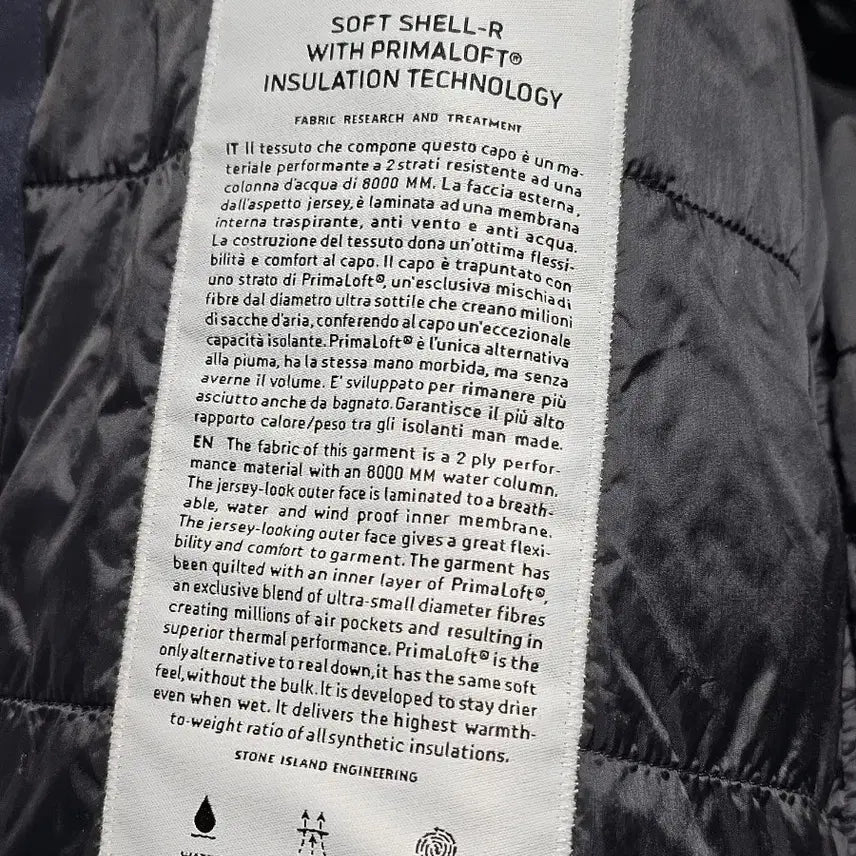 SOFT SHELL-R
WITH PRIMALOFT®
INSULATION TECHNOLOGY
FABRIC RESEARCH AND TREATMENT
IT Il tessuto che compone questo capo è un ma-
teriale performante a 2 strati resistente ad una
colonna d'acqua di 8000 MM. La faccia esterna,
dall'aspetto jersey, è laminata ad una membrana
interna traspirante, anti vento e anti acqua.
La costruzione del tessuto dona un'ottima flessi-
bilità e comfort al capo. Il capo è trapuntato con
uno strato di PrimaLoft®, un'esclusiva mischia di
fibre dal diametro ultra sottile che creano milioni
di sacche d'aria, conferendo al capo un'eccezionale
capacità isolante. PrimaLoft® è l'unica alternativa
alla piuma, ha la stessa mano morbida, ma senza
averne il volume. E' sviluppato per rimanere più
asciutto anche da bagnato. Garantisce il più alto
rapporto calore/peso tra gli isolanti man made.
EN The fabric of this garment is a 2 ply perfor-
mance material with an 8000 MM water column.
The jersey-look outer face is laminated to a breath-
able, water and wind proof inner membrane.
The jersey-looking outer face gives a great flexi-
bility and comfort to garment. The garment has
been quilted with an inner layer of PrimaLoft®,
an exclusive blend of ultra-small diameter fibres
creating millions of air pockets and resulting in
superior thermal performance. PrimaLoft® is the
only alternative to real down, it has the same soft
feel, without the bulk. It is developed to stay drier
even when wet. It delivers the highest warmth-
to-weight ratio of all synthetic insulations.
STONE ISLAND ENGINEERING